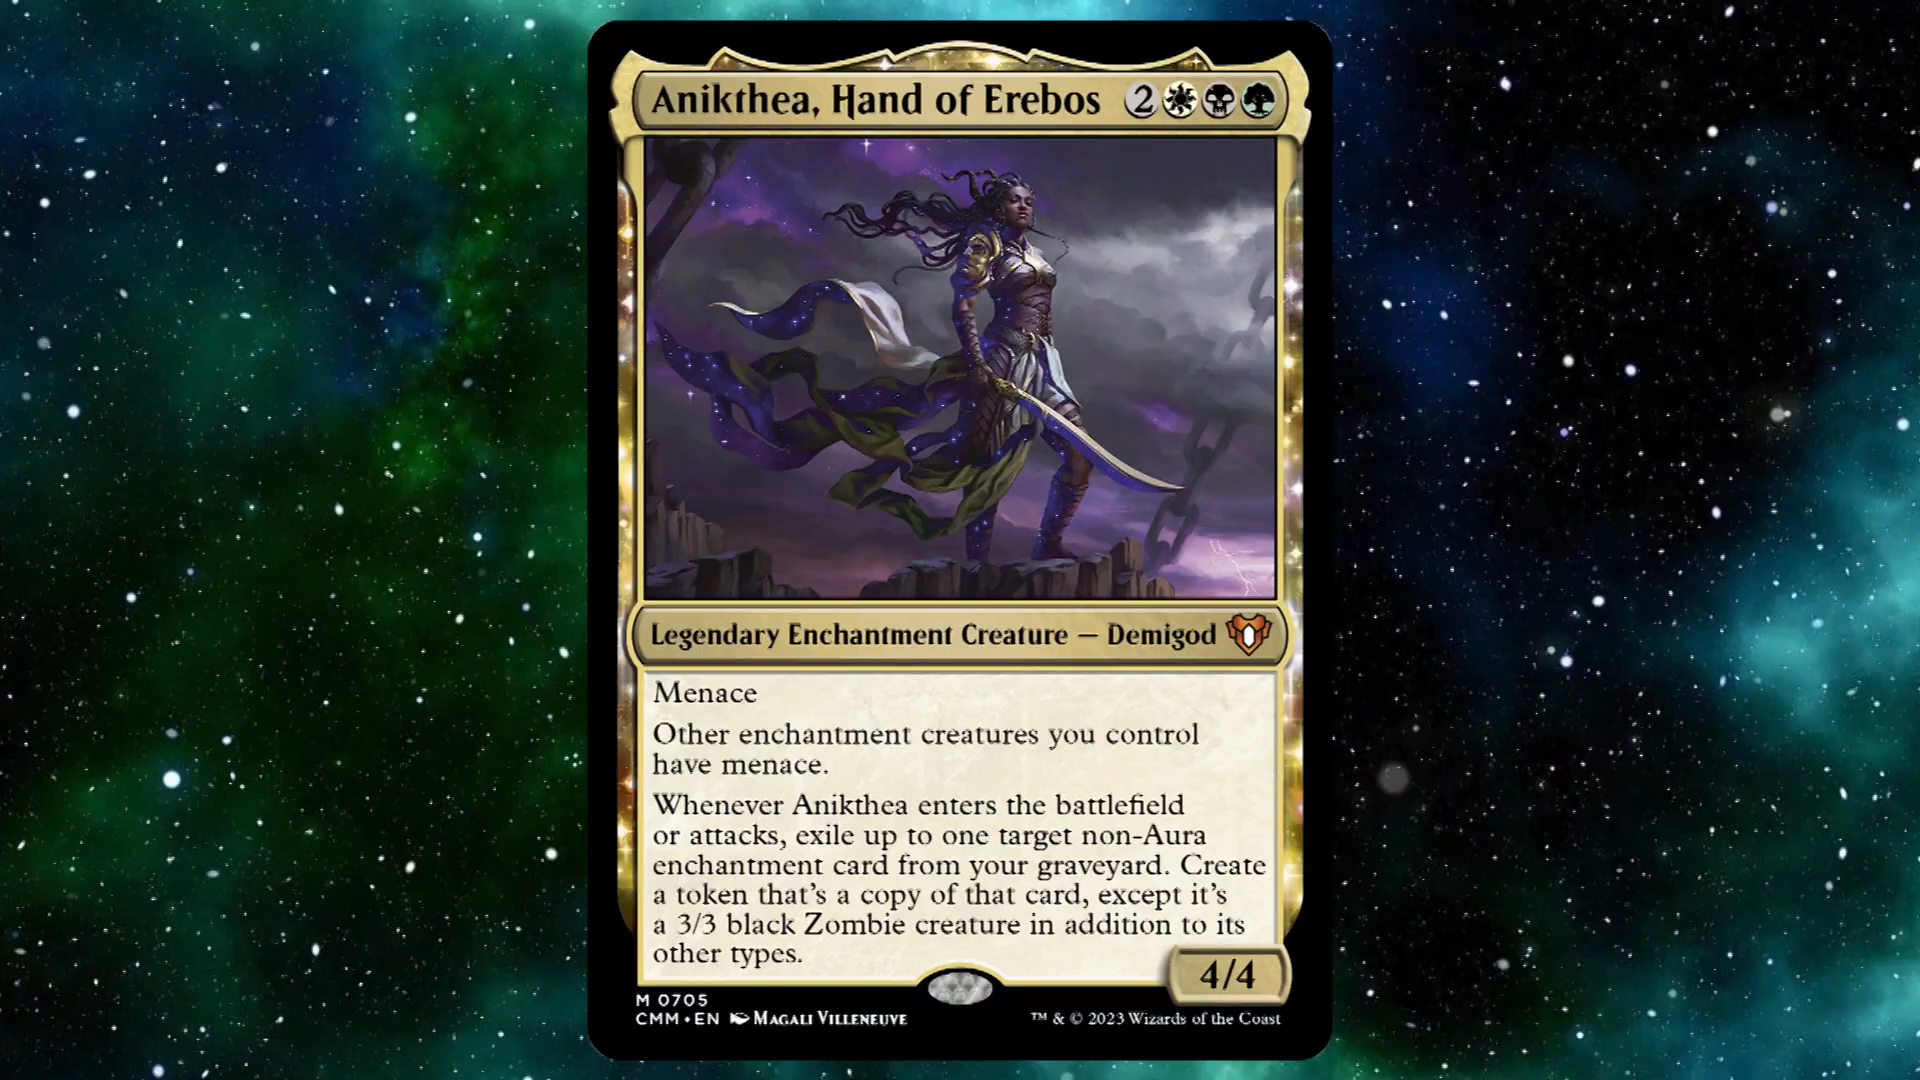 Anikthea, Hand of Erebos 2
Legendary Enchantment Creature — Demigod
Menace
Other enchantment creatures you control
have menace.
Whenever Anikthea enters the battlefield
or attacks, exile up to one target non-Aura
enchantment card from your graveyard. Create
a token that's a copy of that card, except it's
a 3/3 black Zombie creature in addition to its
other types.
4/4
M 0705
CMM • EN Magali Villeneuve
™ & © 2023 Wizards of the Coast